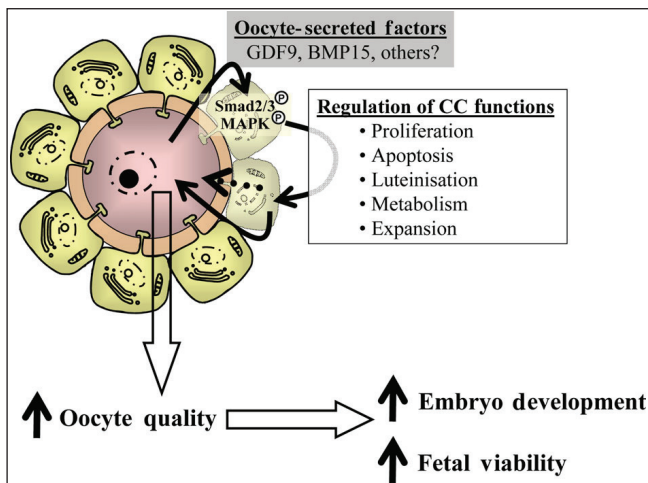 Oocyte-secreted factors
GDF9, BMP15, others?
Smad2/3 P
MAPK P
Regulation of CC functions
• Proliferation
• Apoptosis
• Luteinisation
• Metabolism
• Expansion
Oocyte quality
Embryo development
Fetal viability